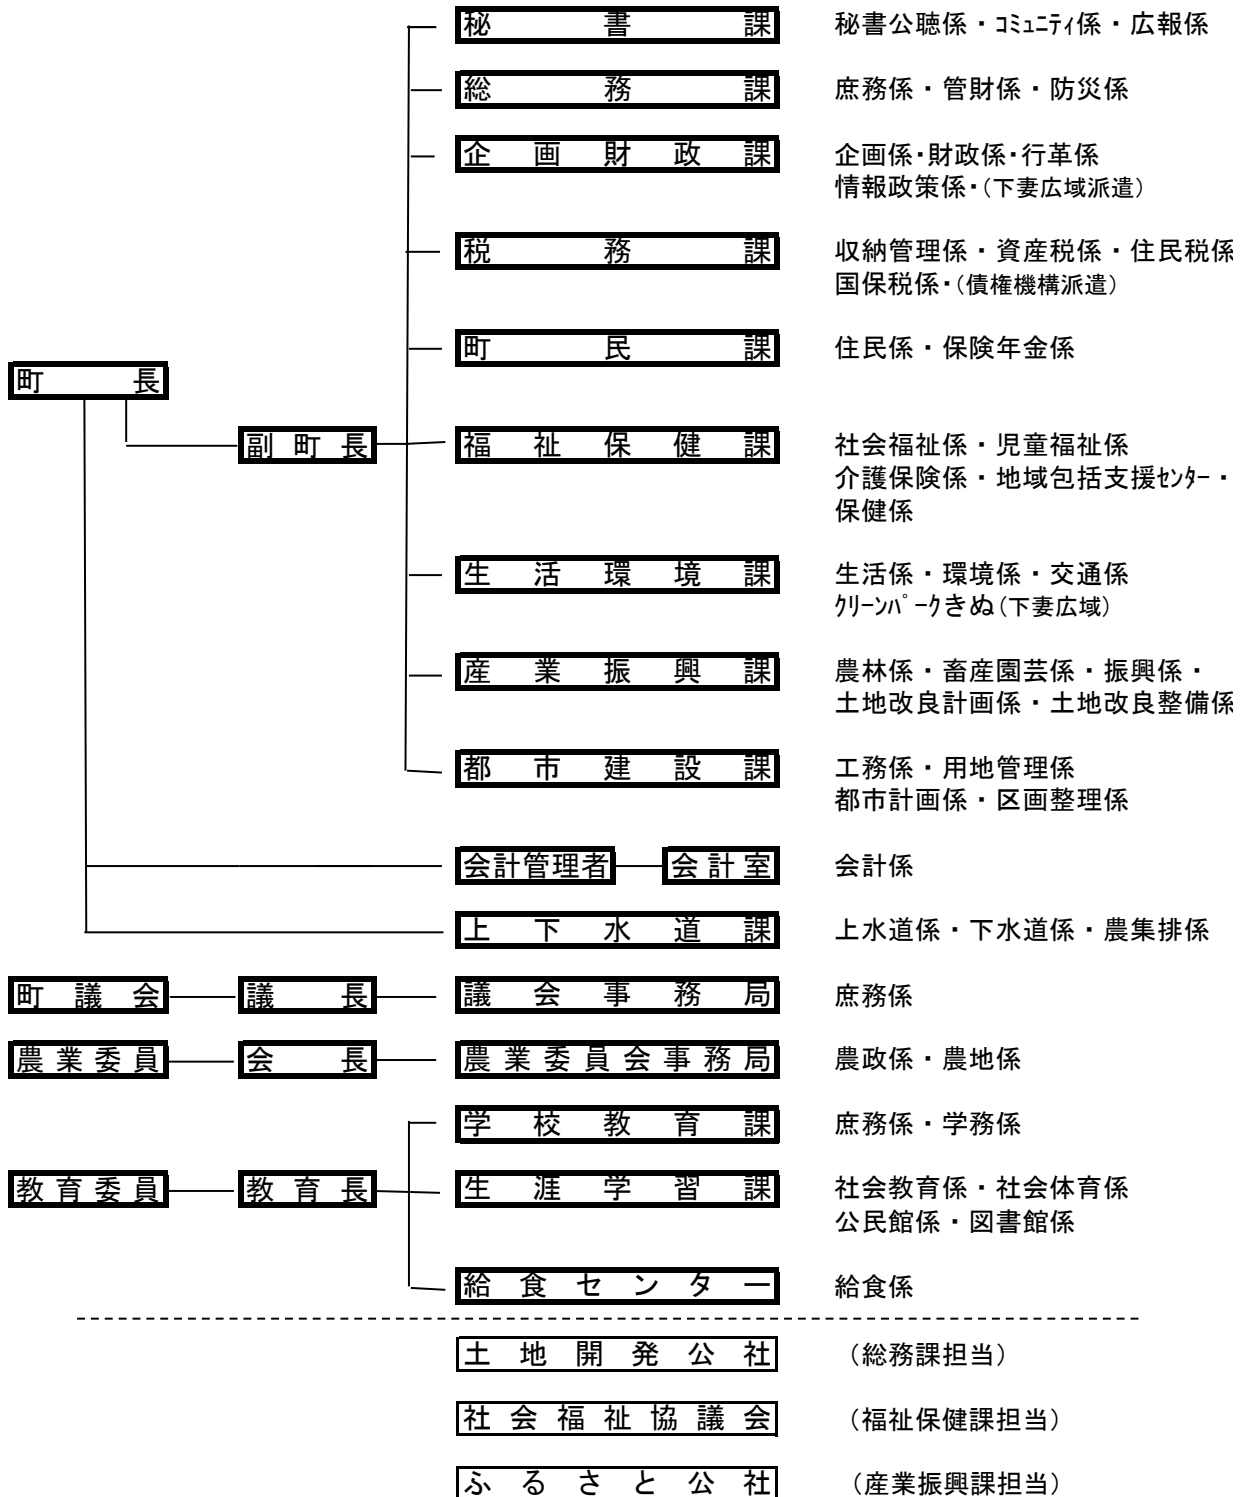 秘書課 秘書公聴係・ｺﾐｭﾆﾃｨ係・広報係
総務課 庶務係・管財係・防災係
企画財政課 企画係・財政係・行革係
情報政策係・（下妻広域派遣）
税務課 収納管理係・資産税係・住民税係
国保税係・（債権機構派遣）
町民課 住民係・保険年金係
町長
副町長 福祉保健課 社会福祉係・児童福祉係
介護保険係・地域包括支援ｾﾝﾀｰ・
保健係
生活環境課 生活係・環境係・交通係
ｸﾘｰﾝﾊﾟｰｸきぬ（下妻広域）
産業振興課 農林係・畜産園芸係・振興係・
土地改良計画係・土地改良整備係
都市建設課 工務係・用地管理係
都市計画係・区画整理係
会計管理者 会計室 会計係
上下水道課 上水道係・下水道係・農集排係
町議会 議長 議会事務局 庶務係
農業委員 会長 農業委員会事務局 農政係・農地係
学校教育課 庶務係・学務係
教育委員 教育長 生涯学習課 社会教育係・社会体育係
公民館係・図書館係
給食センター 給食係
土地開発公社 （総務課担当）
社会福祉協議会 （福祉保健課担当）
ふるさと公社 （産業振興課担当）